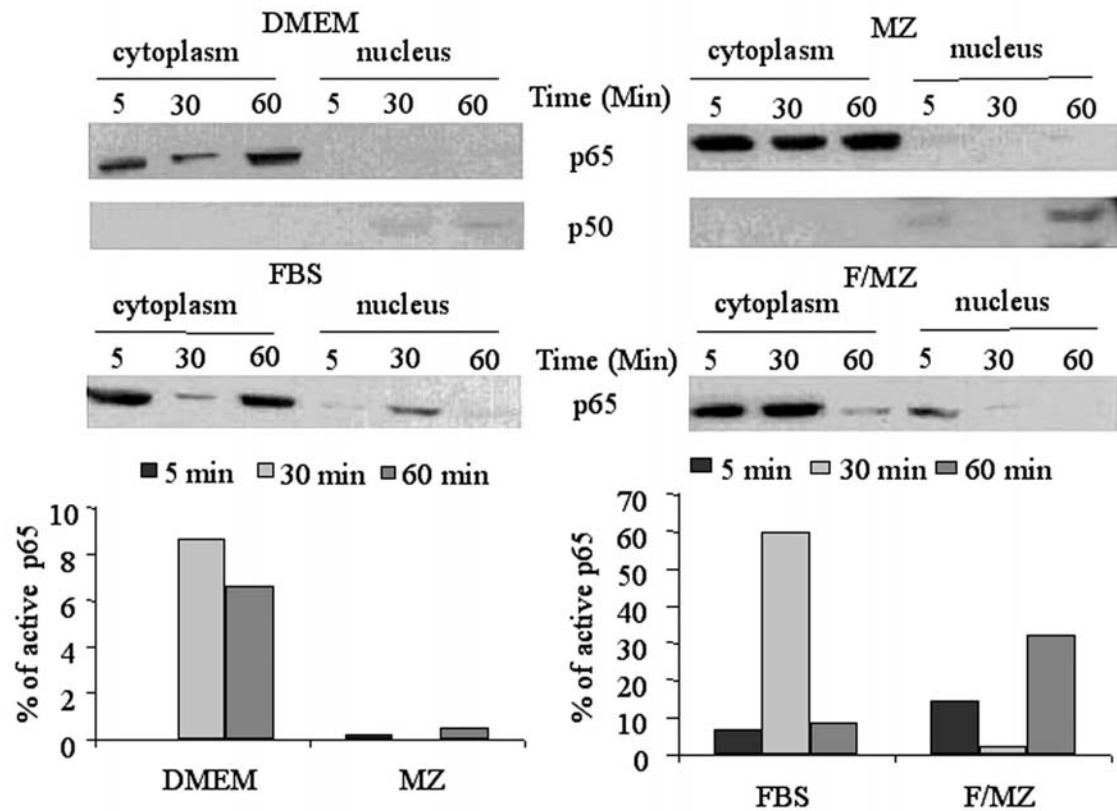 DMEM MZ
cytoplasm nucleus cytoplasm nucleus
5 30 60 30 60 Time (Min) 5 30 60 5 30 60
p65
p50
FBS F/MZ
cytoplasm nucleus cytoplasm nucleus
5 30 60 5 30 60 Time (Min) 5 30 60 5 30 60
p65
5 min 30 min 60 min 5 min 30 min 60 min
% of active p65
10
8
6
4
2
0
DMEM MZ
% of active p65
70
60
50
40
30
20
10
0
FBS F/MZ